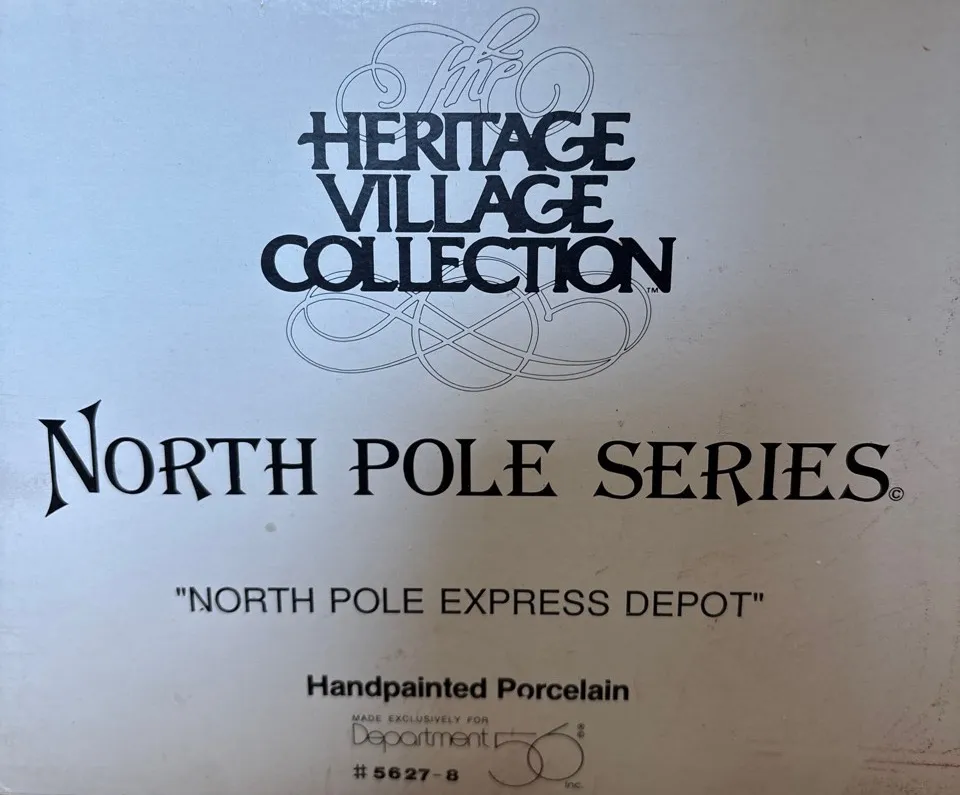 The
HERITAGE
VILLAGE
COLLECTION™
NORTH POLE SERIES©
"NORTH POLE EXPRESS DEPOT"
Handpainted Porcelain
MADE EXCLUSIVELY FOR
Department 56® Inc.
# 5627-8